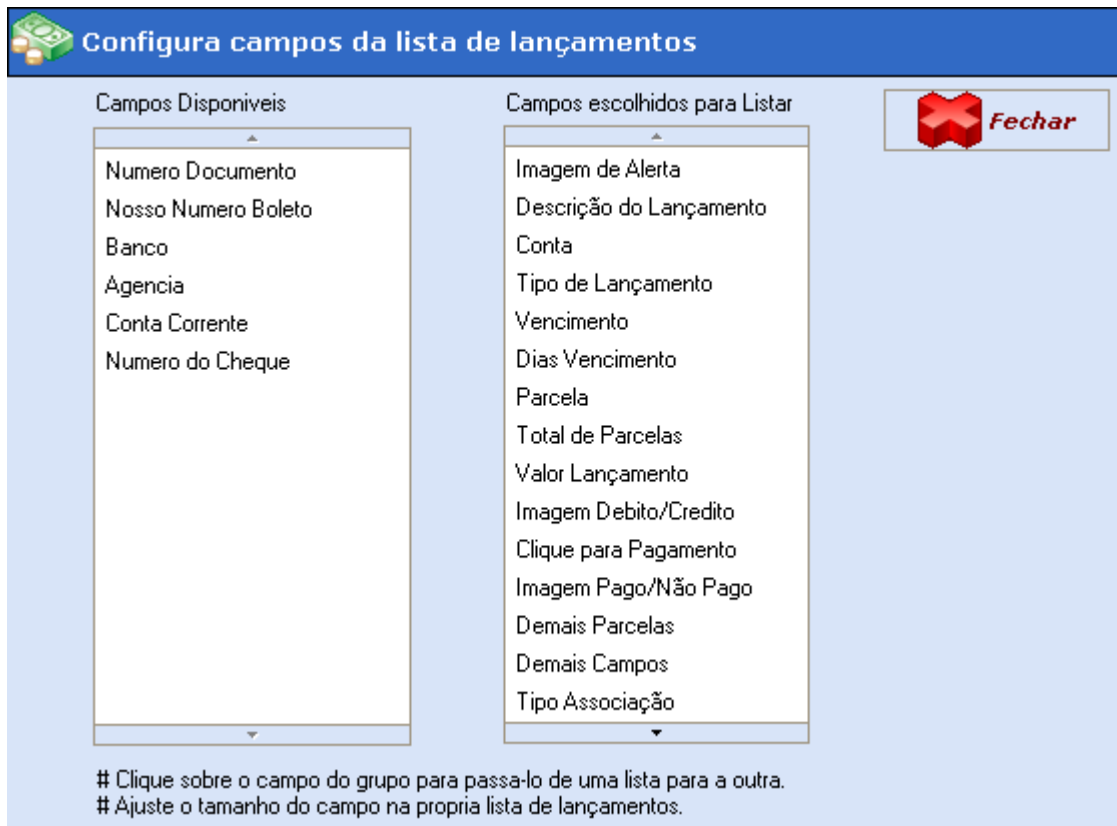 Configura campos da lista de lançamentos
Campos Disponiveis
Numero Documento
Nosso Numero Boleto
Banco
Agencia
Conta Corrente
Numero do Cheque
Campos escolhidos para Listar
Imagem de Alerta
Descrição do Lançamento
Conta
Tipo de Lançamento
Vencimento
Dias Vencimento
Parcela
Total de Parcelas
Valor Lançamento
Imagem Debito/Credito
Clique para Pagamento
Imagem Pago/Não Pago
Demais Parcelas
Demais Campos
Tipo Associação
Fechar
# Clique sobre o campo do grupo para passa-lo de uma lista para a outra.
# Ajuste o tamanho do campo na propria lista de lançamentos.